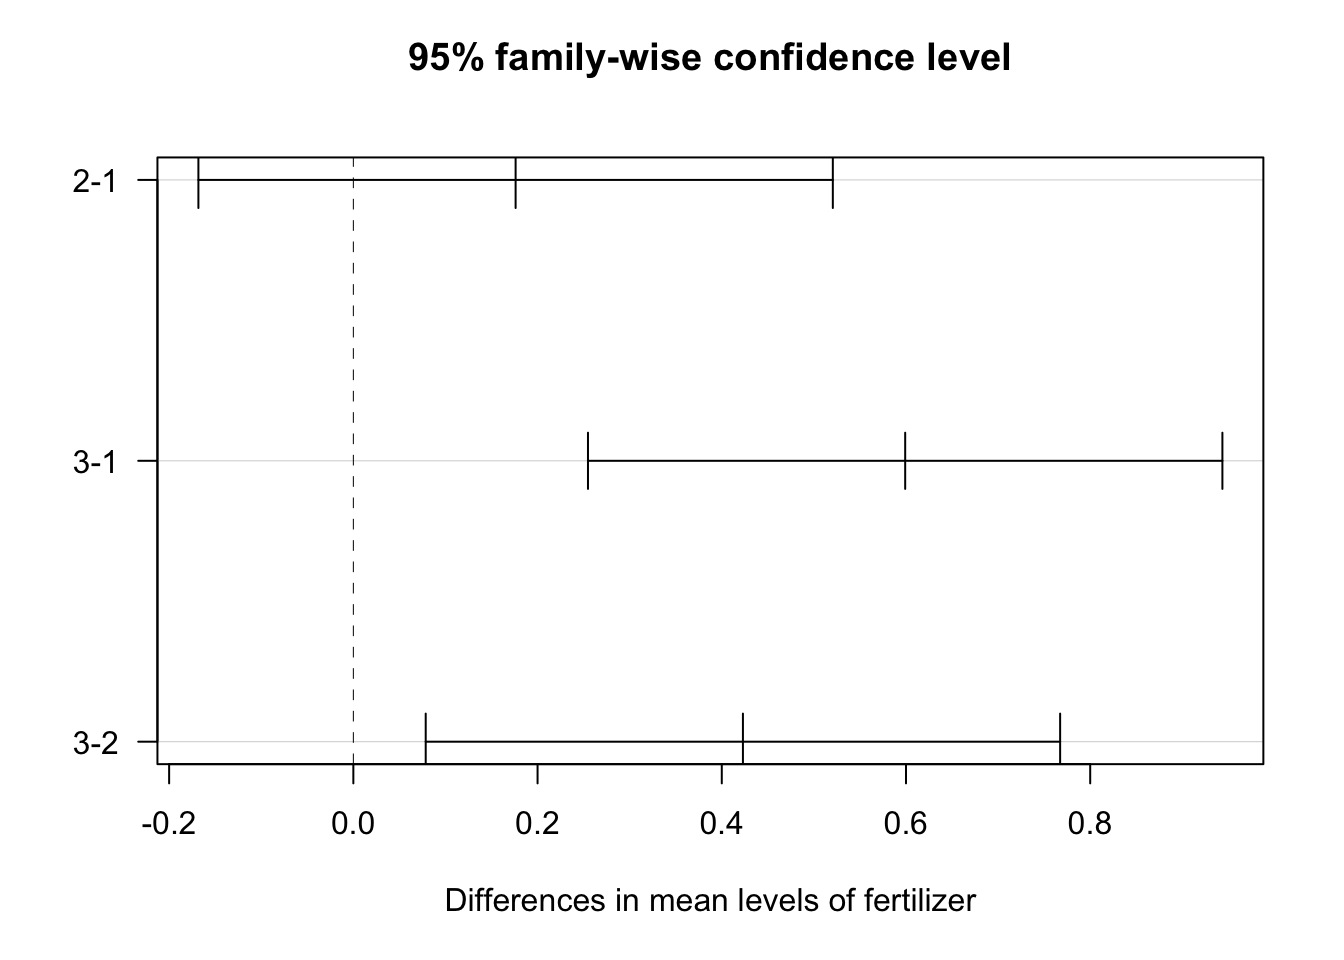 95% family-wise confidence level
2-1
3-1
3-2
-0.2 0.0 0.2 0.4 0.6 0.8
Differences in mean levels of fertilizer